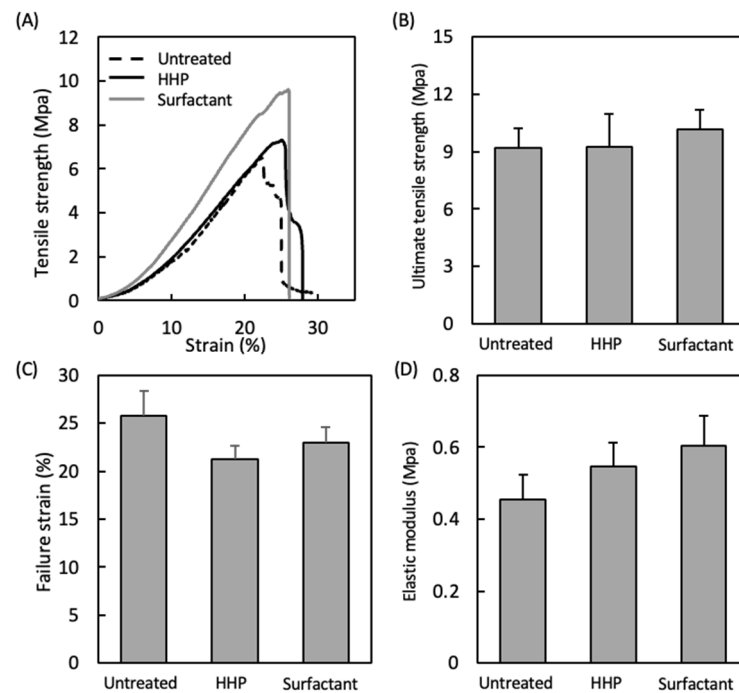 (A)
Tensile strength (Mpa)
12
10
8
6
4
2
0
Untreated
HHP
Surfactant
0 10 20 30
Strain (%)
(B)
Ultimate tensile strength (Mpa)
15
12
9
6
3
0
Untreated HHP Surfactant
(C)
Failure strain (%)
30
25
20
15
10
5
0
Untreated HHP Surfactant
(D)
Elastic modulus (Mpa)
0.8
0.6
0.4
0.2
0
Untreated HHP Surfactant